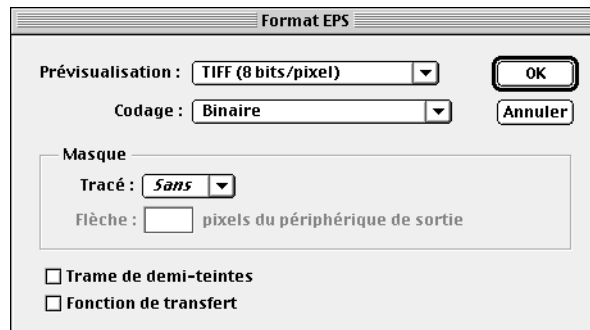 Format EPS
Prévisualisation : TIFF (8 bits/pixel) OK
Codage : Binaire Annuler
Masque
Tracé : Sans
Flèche : pixels du périphérique de sortie
Trame de demi-teintes
Fonction de transfert